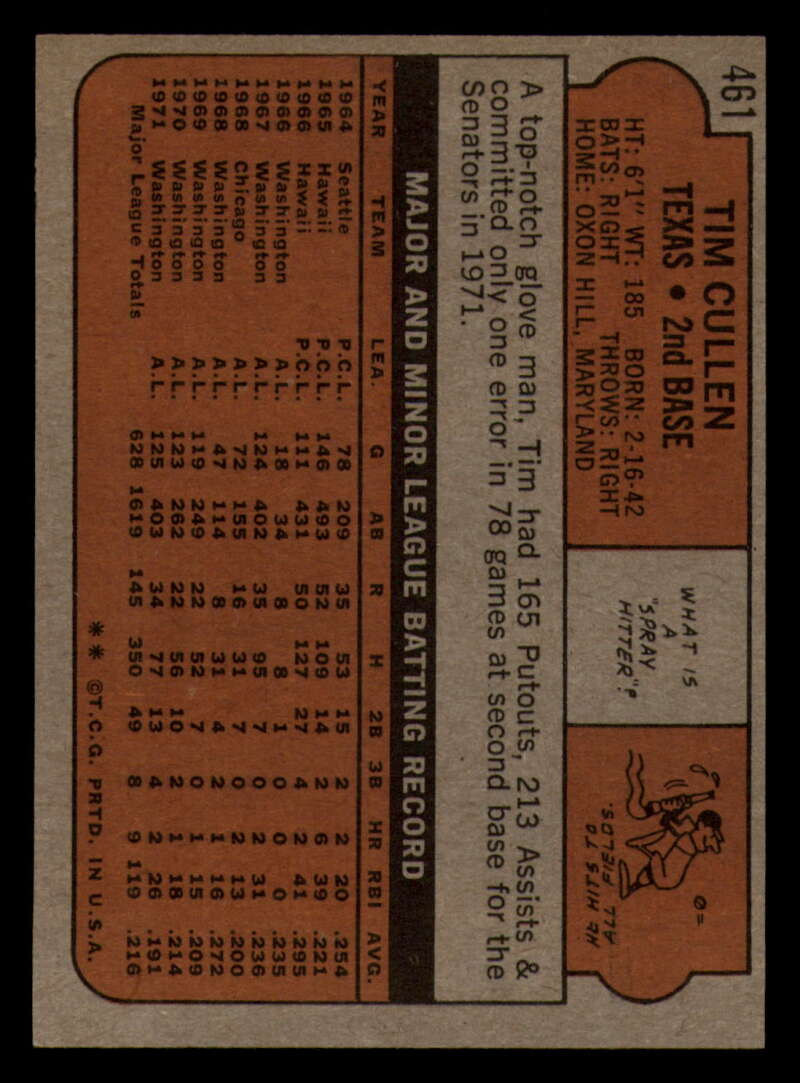 461
TIM CULLEN
TEXAS • 2nd BASE
HT: 6'1" WT: 185 BORN: 2-16-42
BATS: RIGHT THROWS: RIGHT
HOME: OXON HILL, MARYLAND
WHAT IS
A
"SPRAY
HITTER"?
HE HITS TO
ALL FIELDS.
A top-notch glove man, Tim had 165 Putouts, 213 Assists &
committed only one error in 78 games at second base for the
Senators in 1971.
MAJOR AND MINOR LEAGUE BATTING RECORD
YEAR TEAM LEA. G AB R H 2B 3B HR RBI AVG.
1964 Seattle P.C.L. 78 209 35 53 15 2 2 20 .254
1965 Hawaii P.C.L. 146 493 52 109 14 2 6 39 .221
1966 Hawaii P.C.L. 111 431 50 127 27 4 2 41 .295
1966 Washington A.L. 18 34 8 8 1 0 0 0 .235
1967 Washington A.L. 124 402 35 95 7 0 2 31 .236
1968 Chicago A.L. 72 155 16 31 7 0 2 13 .200
1968 Washington A.L. 47 114 8 31 4 2 1 16 .272
1969 Washington A.L. 119 249 22 52 7 0 1 15 .209
1970 Washington A.L. 123 262 22 56 10 2 1 18 .214
1971 Washington A.L. 125 403 34 77 13 4 2 26 .191
Major League Totals 628 1619 145 350 49 8 9 119 .216
** ©T.C.G. PRTD. IN U.S.A.